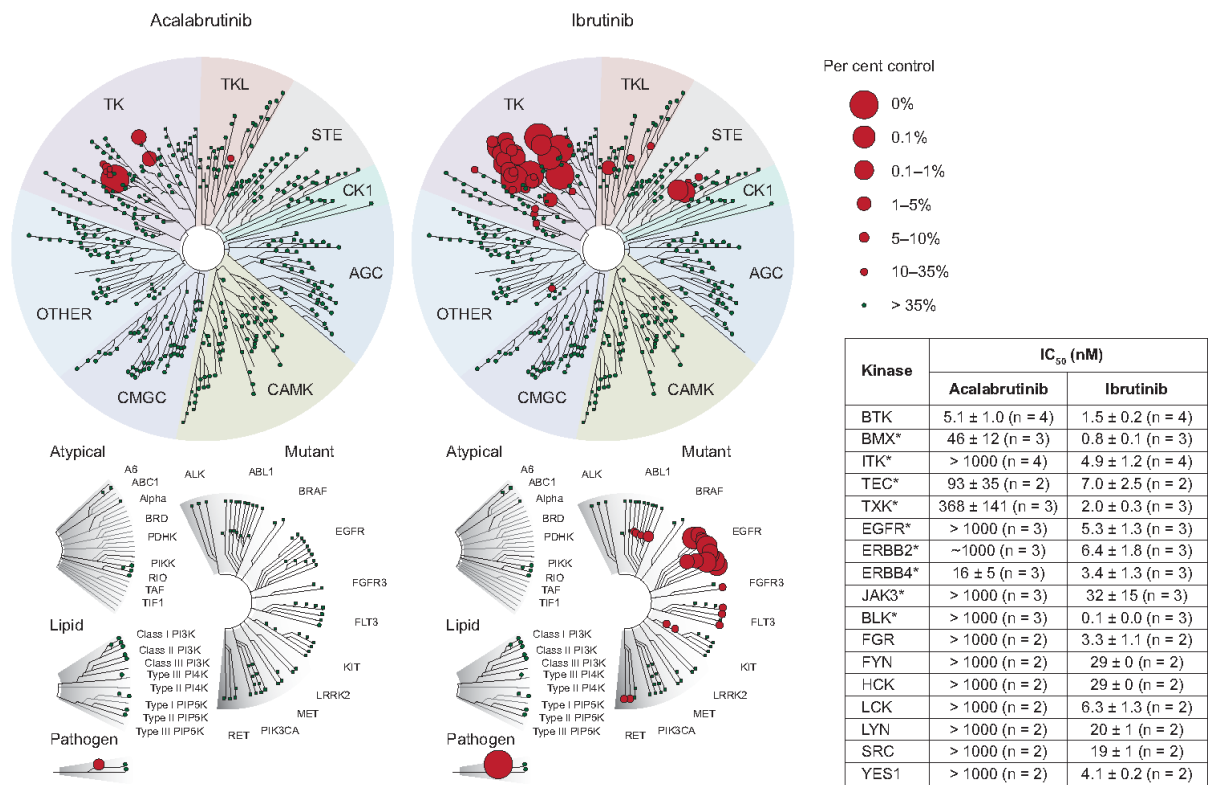 Acalabrutinib
TK
TKL
STE
CK1
AGC
CAMK
CMGC
OTHER
Atypical
A6
ABC1
Alpha
BRD
PDHK
PIKK
RIO
TAF
TIF1
Lipid
Class I PI3K
Class II PI3K
Class III PI3K
Type III PI4K
Type II PI4K
Type I PIP5K
Type II PIP5K
Type III PIP5K
Pathogen
Mutant
ALK
ABL1
BRAF
EGFR
FGFR3
FLT3
KIT
LRRK2
MET
PIK3CA
RET
Ibrutinib
TK
TKL
STE
CK1
AGC
CAMK
CMGC
OTHER
Atypical
A6
ABC1
Alpha
BRD
PDHK
PIKK
RIO
TAF
TIF1
Lipid
Class I PI3K
Class II PI3K
Class III PI3K
Type III PI4K
Type II PI4K
Type I PIP5K
Type II PIP5K
Type III PIP5K
Pathogen
Mutant
ALK
ABL1
BRAF
EGFR
FGFR3
FLT3
KIT
LRRK2
MET
PIK3CA
RET
Per cent control
0%
0.1%
0.1–1%
1–5%
5–10%
10–35%
> 35%
Kinase IC50 (nM)
Acalabrutinib Ibrutinib
BTK 5.1 ± 1.0 (n = 4) 1.5 ± 0.2 (n = 4)
BMX* 46 ± 12 (n = 3) 0.8 ± 0.1 (n = 3)
ITK* > 1000 (n = 4) 4.9 ± 1.2 (n = 4)
TEC* 93 ± 35 (n = 2) 7.0 ± 2.5 (n = 2)
TXK* 368 ± 141 (n = 3) 2.0 ± 0.3 (n = 3)
EGFR* > 1000 (n = 3) 5.3 ± 1.3 (n = 3)
ERBB2* ~1000 (n = 3) 6.4 ± 1.8 (n = 3)
ERBB4* 16 ± 5 (n = 3) 3.4 ± 1.3 (n = 3)
JAK3* > 1000 (n = 3) 32 ± 15 (n = 3)
BLK* > 1000 (n = 3) 0.1 ± 0.0 (n = 3)
FGR > 1000 (n = 2) 3.3 ± 1.1 (n = 2)
FYN > 1000 (n = 2) 29 ± 0 (n = 2)
HCK > 1000 (n = 2) 29 ± 0 (n = 2)
LCK > 1000 (n = 2) 6.3 ± 1.3 (n = 2)
LYN > 1000 (n = 2) 20 ± 1 (n = 2)
SRC > 1000 (n = 2) 19 ± 1 (n = 2)
YES1 > 1000 (n = 2) 4.1 ± 0.2 (n = 2)